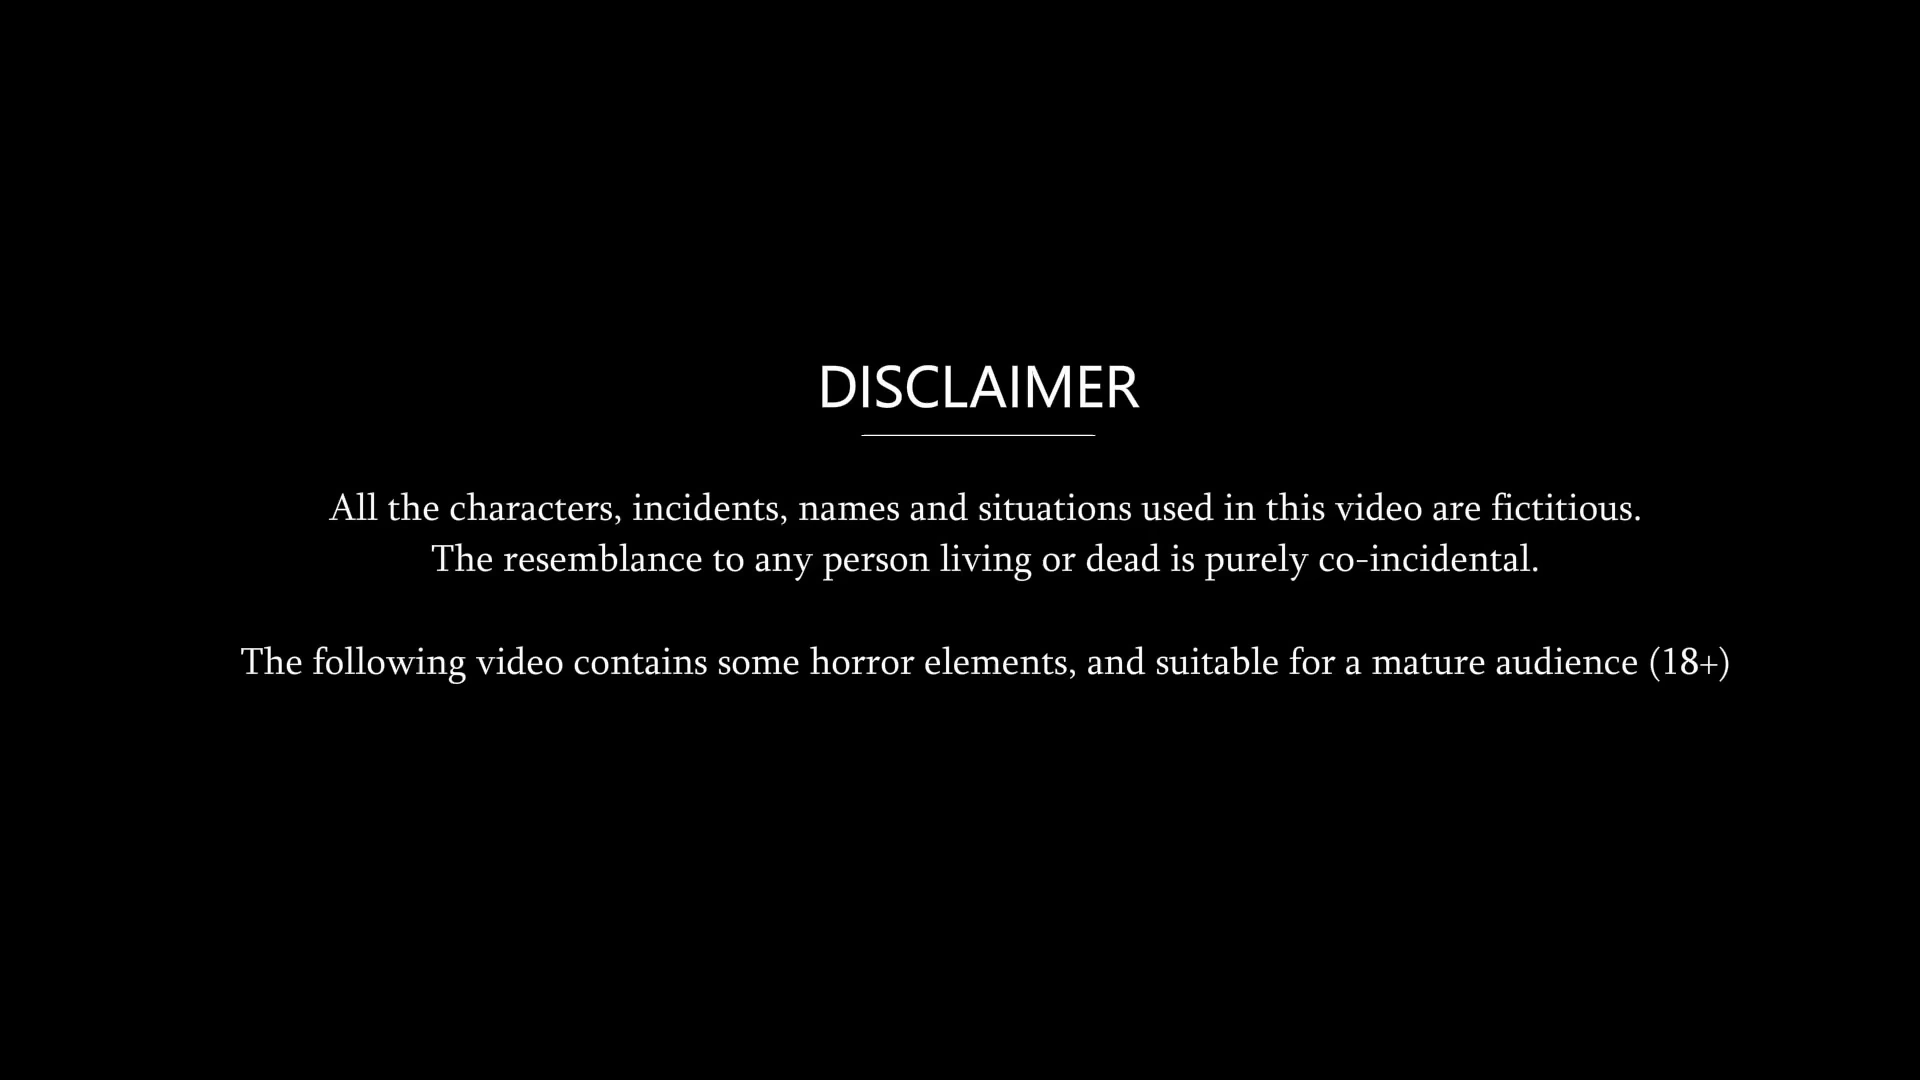 DISCLAIMER
All the characters, incidents, names and situations used in this video are fictitious.
The resemblance to any person living or dead is purely co-incidental.
The following video contains some horror elements, and suitable for a mature audience (18+)